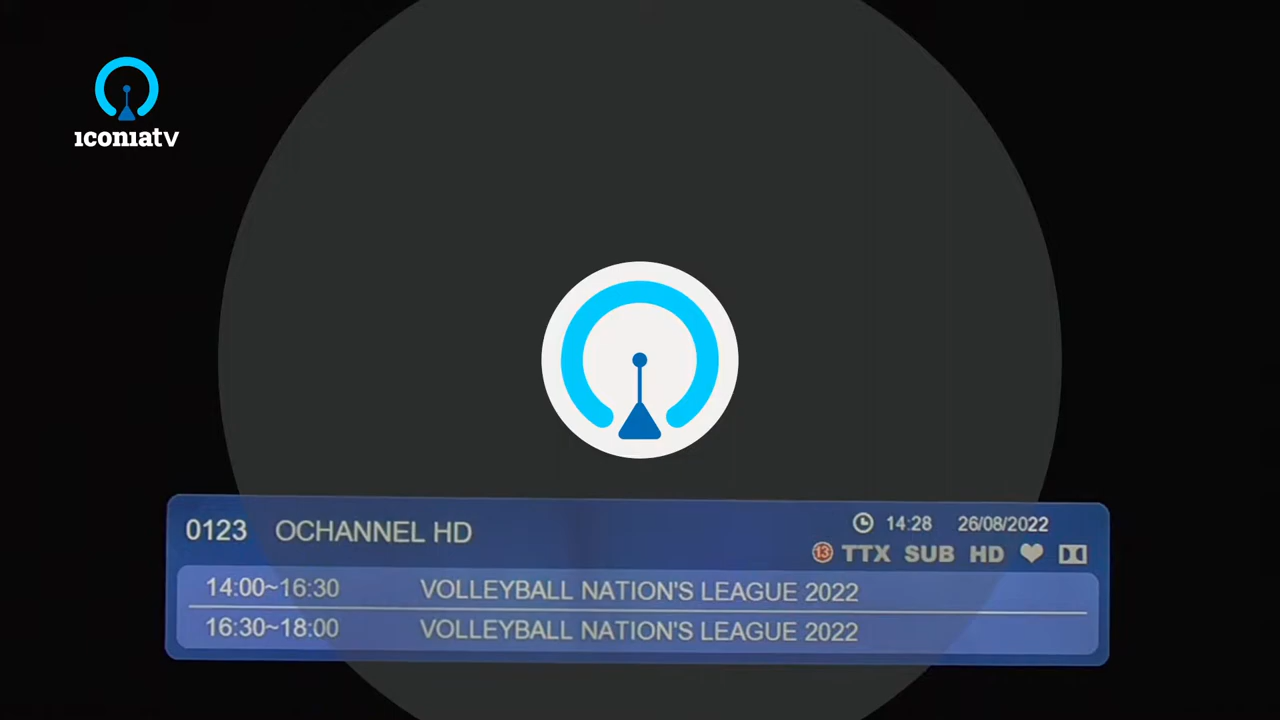 ıconıatv
0123 OCHANNEL HD 14:28 26/08/2022
13 TTX SUB HD
14:00~16:30 VOLLEYBALL NATION'S LEAGUE 2022
16:30~18:00 VOLLEYBALL NATION'S LEAGUE 2022